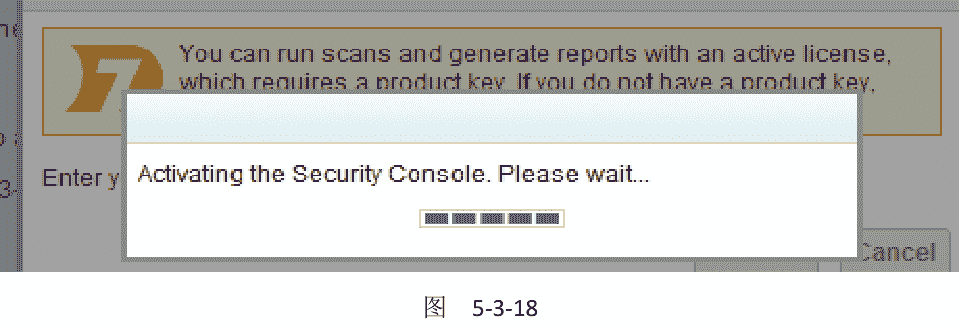 You can run scans and generate reports with an active license,
which requires a product key. If you do not have a product key,
Enter y
Activating the Security Console. Please wait...
Cancel
图 5-3-18